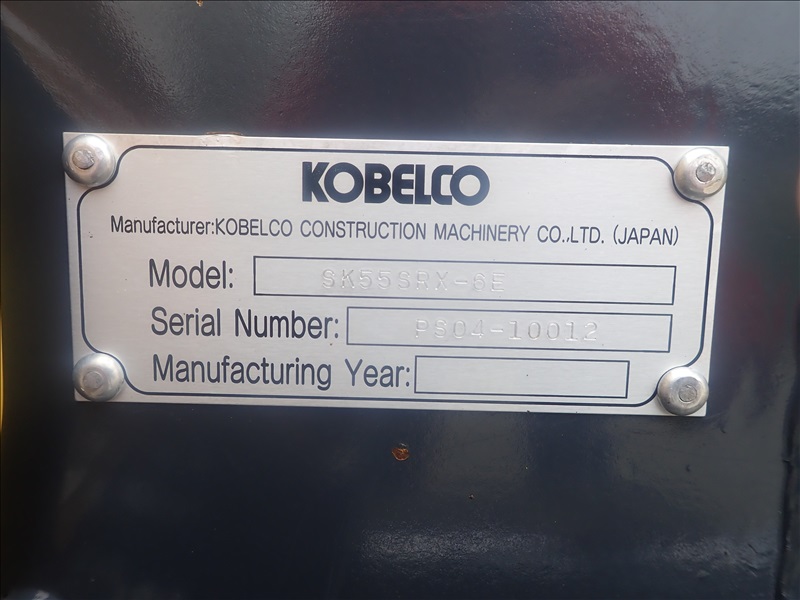 KOBELCO
Manufacturer:KOBELCO CONSTRUCTION MACHINERY CO.,LTD. (JAPAN)
Model: SK55SRX-6E
Serial Number: PS04-10012
Manufacturing Year: